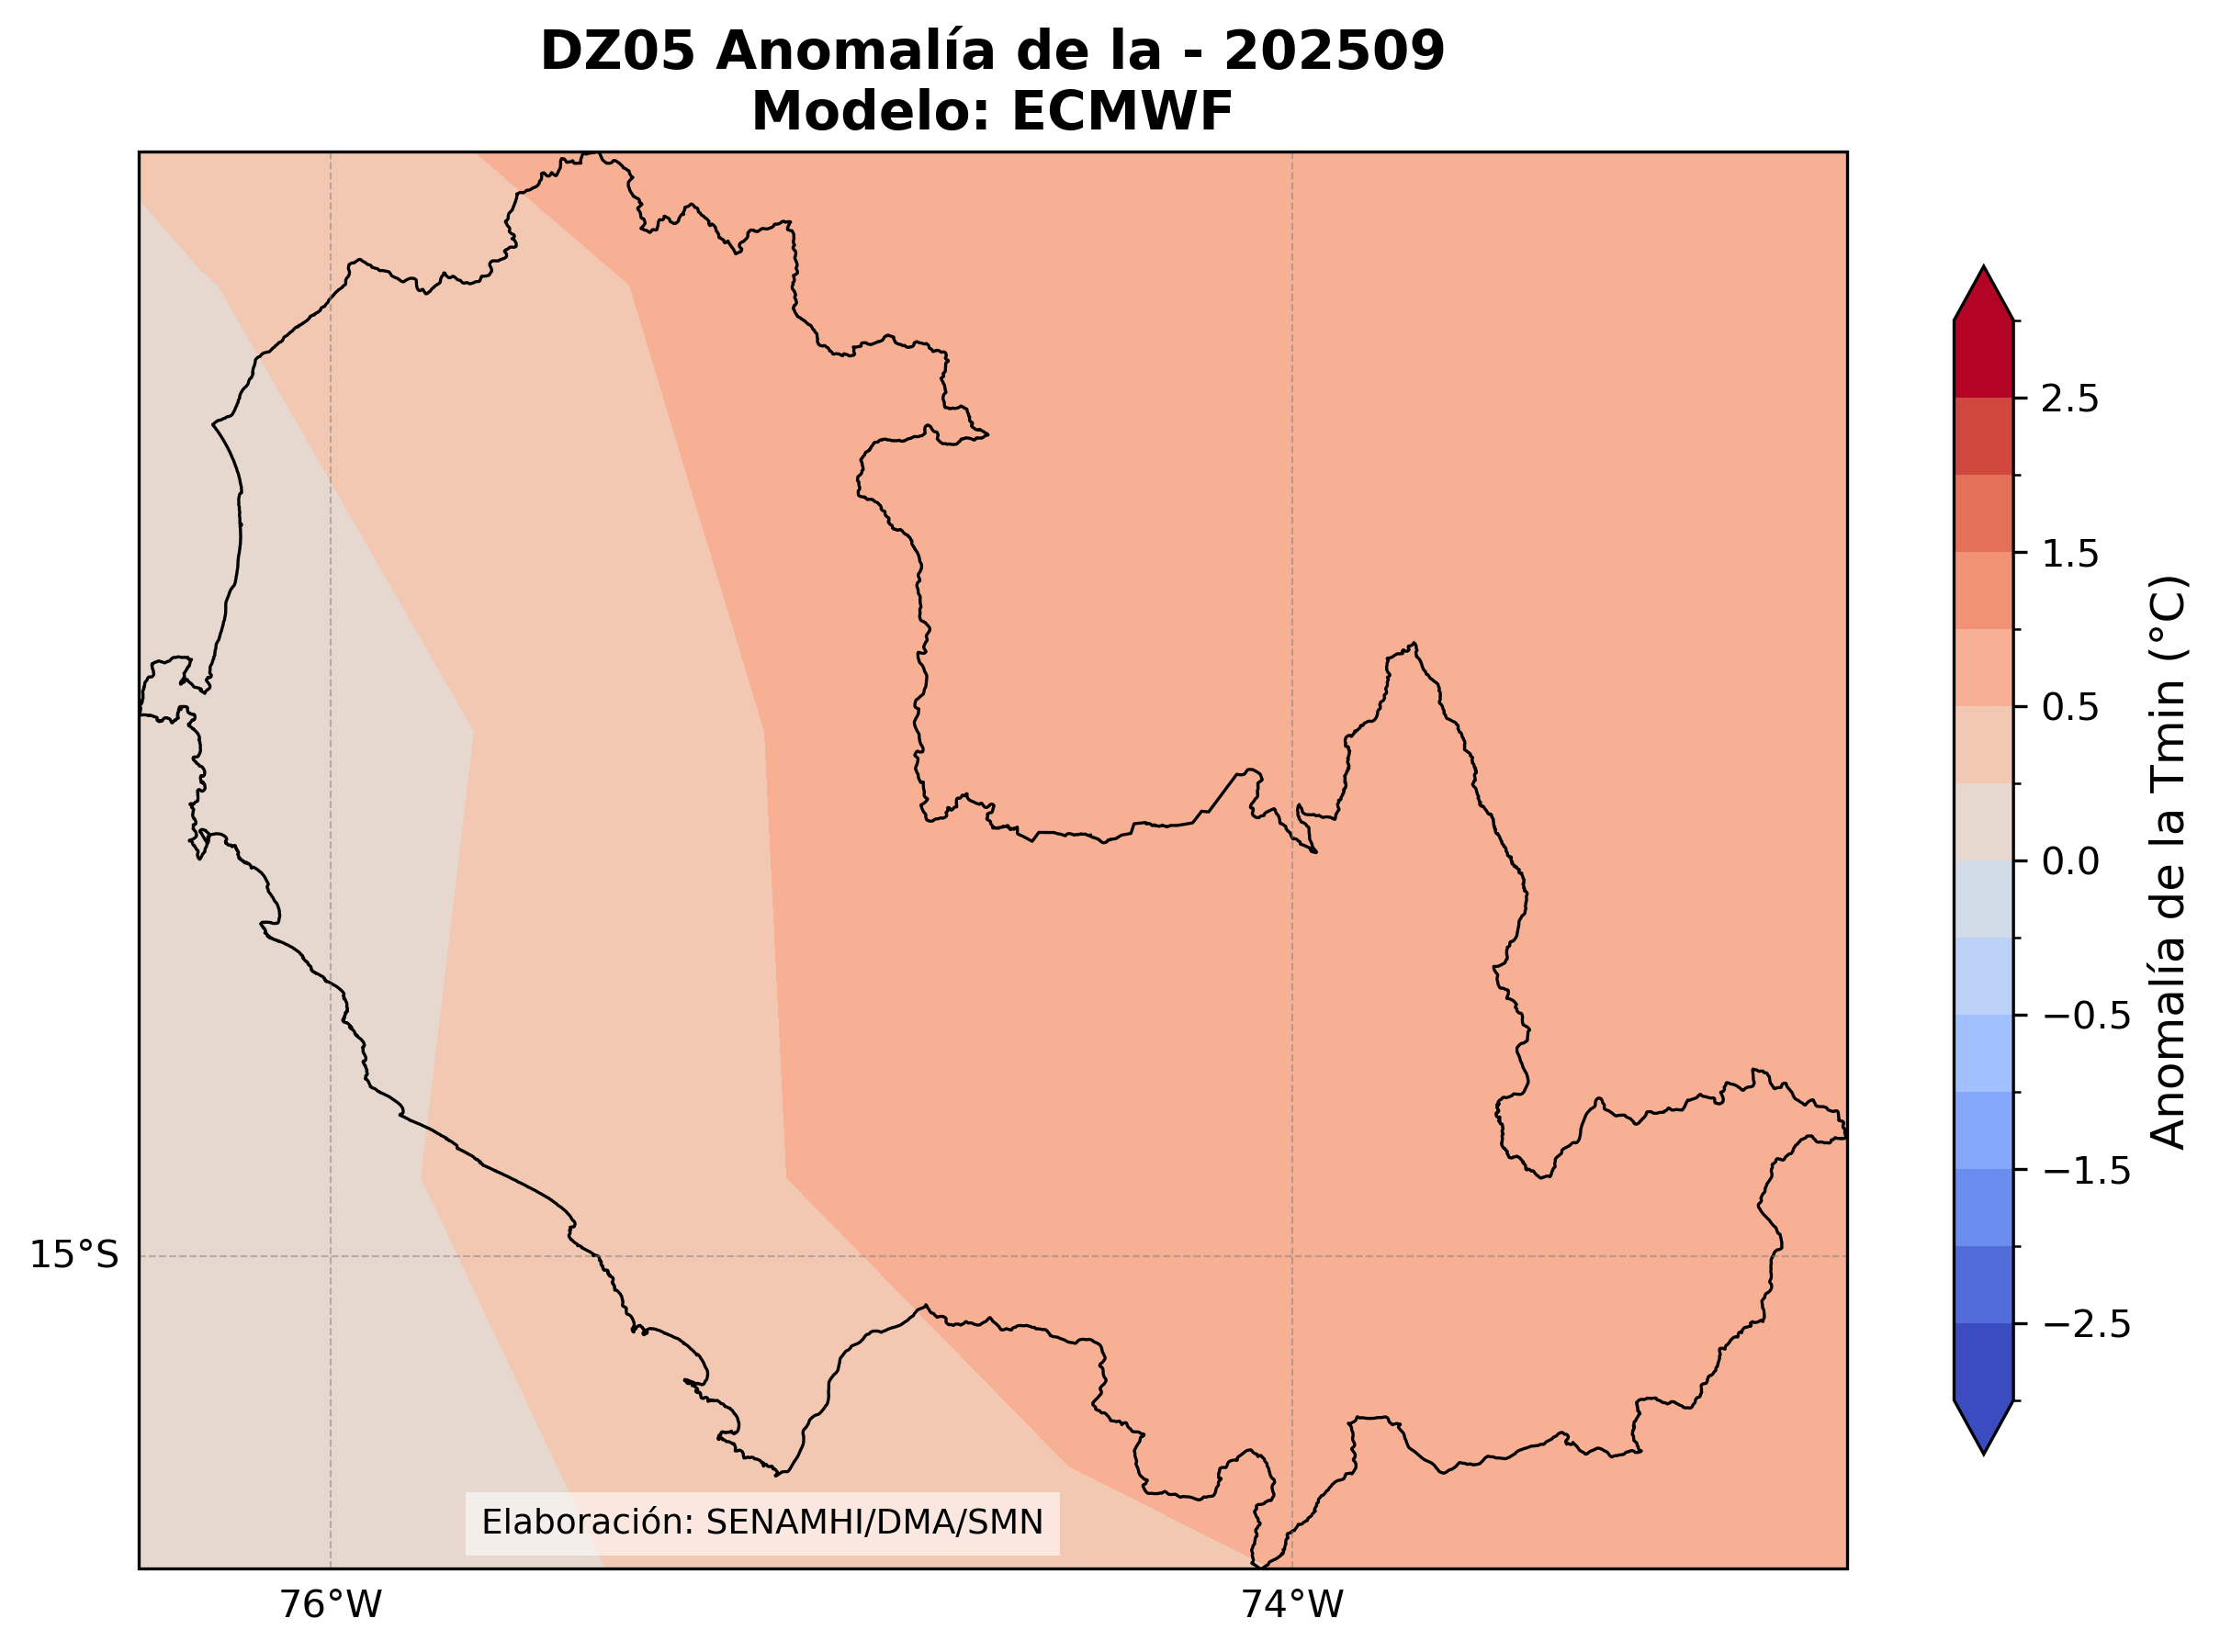 DZ05 Anomalía de la - 202509
Modelo: ECMWF
2.5
1.5
0.5
0.0
−0.5
−1.5
−2.5
Anomalía de la Tmin (°C)
15°S
Elaboración: SENAMHI/DMA/SMN
76°W
74°W